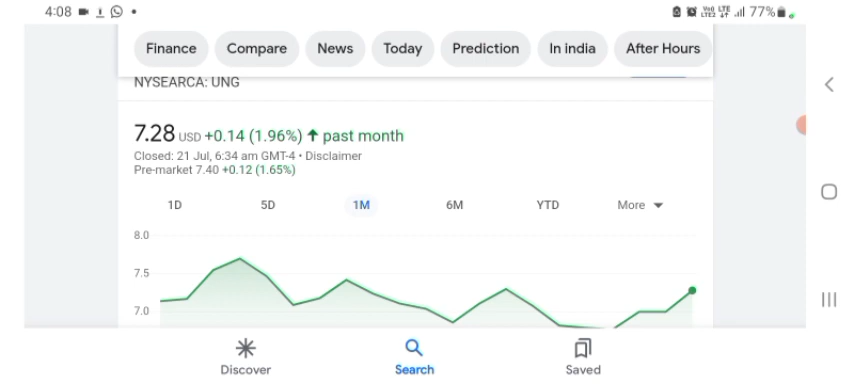 4:08
77%
Finance Compare News Today Prediction In india After Hours
NYSEARCA: UNG
7.28 USD +0.14 (1.96%) ↑ past month
Closed: 21 Jul, 6:34 am GMT-4 • Disclaimer
Pre-market 7.40 +0.12 (1.65%)
1D 5D 1M 6M YTD More
8.0
7.5
7.0
Discover Search Saved